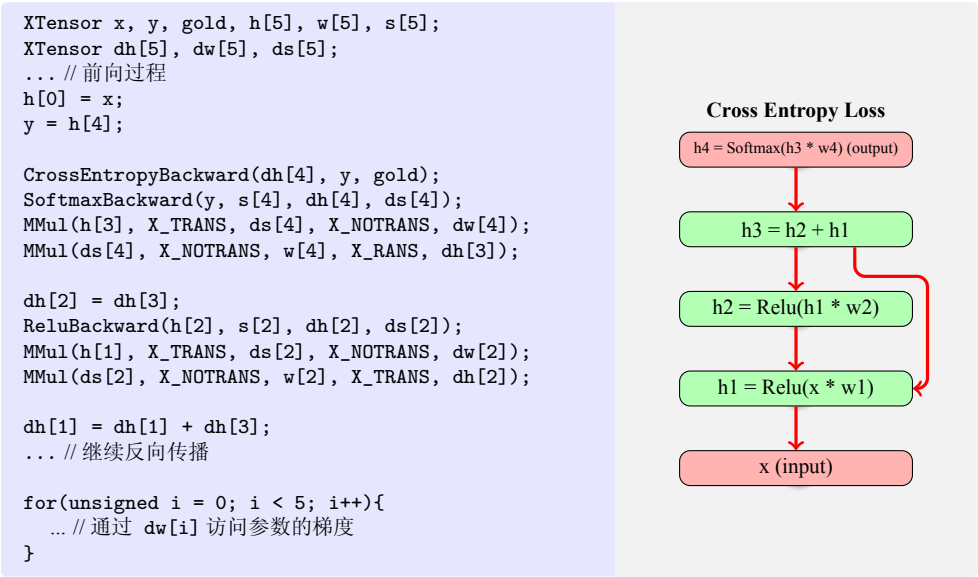 XTensor x, y, gold, h[5], w[5], s[5];
XTensor dh[5], dw[5], ds[5];
... // 前向过程
h[0] = x;
y = h[4];
CrossEntropyBackward(dh[4], y, gold);
SoftmaxBackward(y, s[4], dh[4], ds[4]);
MMul(h[3], X_TRANS, ds[4], X_NOTRANS, dw[4]);
MMul(ds[4], X_NOTRANS, w[4], X_RANS, dh[3]);
dh[2] = dh[3];
ReluBackward(h[2], s[2], dh[2], ds[2]);
MMul(h[1], X_TRANS, ds[2], X_NOTRANS, dw[2]);
MMul(ds[2], X_NOTRANS, w[2], X_TRANS, dh[2]);
dh[1] = dh[1] + dh[3];
... // 继续反向传播
for(unsigned i = 0; i < 5; i++){
... // 通过 dw[i] 访问参数的梯度
}
Cross Entropy Loss
h4 = Softmax(h3 * w4) (output)
h3 = h2 + h1
h2 = Relu(h1 * w2)
h1 = Relu(x * w1)
x (input)